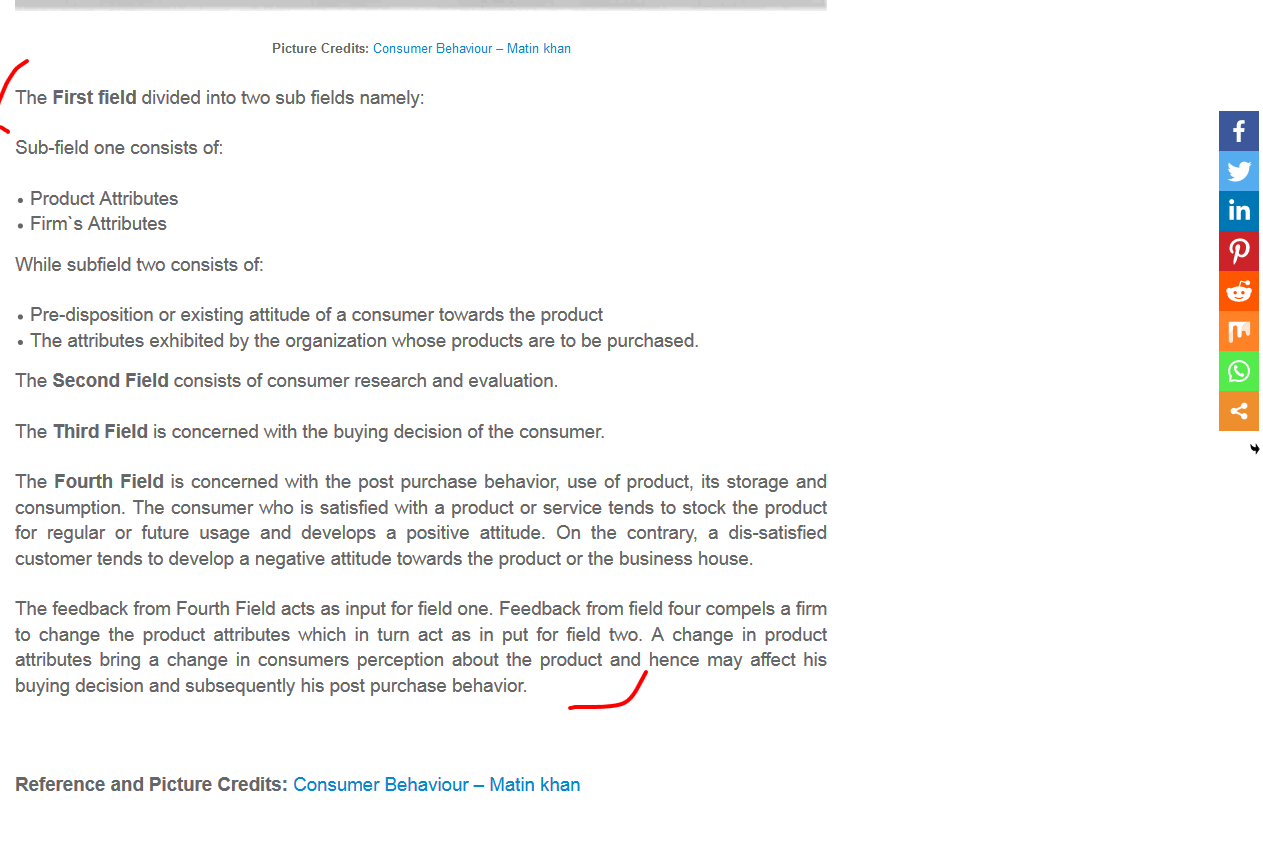 Picture Credits: Consumer Behaviour – Matin khan
The First field divided into two sub fields namely:
Sub-field one consists of:
• Product Attributes
• Firm`s Attributes
While subfield two consists of:
• Pre-disposition or existing attitude of a consumer towards the product
• The attributes exhibited by the organization whose products are to be purchased.
The Second Field consists of consumer research and evaluation.
The Third Field is concerned with the buying decision of the consumer.
The Fourth Field is concerned with the post purchase behavior, use of product, its storage and
consumption. The consumer who is satisfied with a product or service tends to stock the product
for regular or future usage and develops a positive attitude. On the contrary, a dis-satisfied
customer tends to develop a negative attitude towards the product or the business house.
The feedback from Fourth Field acts as input for field one. Feedback from field four compels a firm
to change the product attributes which in turn act as in put for field two. A change in product
attributes bring a change in consumers perception about the product and hence may affect his
buying decision and subsequently his post purchase behavior.
Reference and Picture Credits: Consumer Behaviour – Matin khan